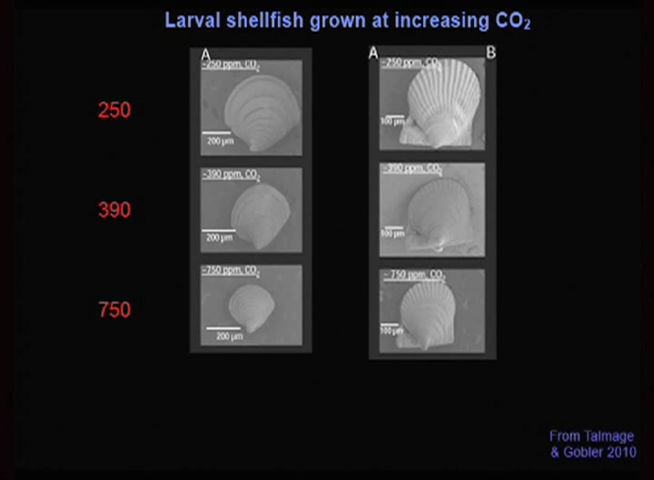 Larval shellfish grown at increasing CO₂
A
A B
250
~250 ppm, CO₂
200 µm
~250 ppm, CO₂
100 µm
390
~390 ppm, CO₂
200 µm
~390 ppm, CO₂
100 µm
750
~750 ppm, CO₂
200 µm
~ 750 ppm, CO₂
100 µm
From Talmage
& Gobler 2010